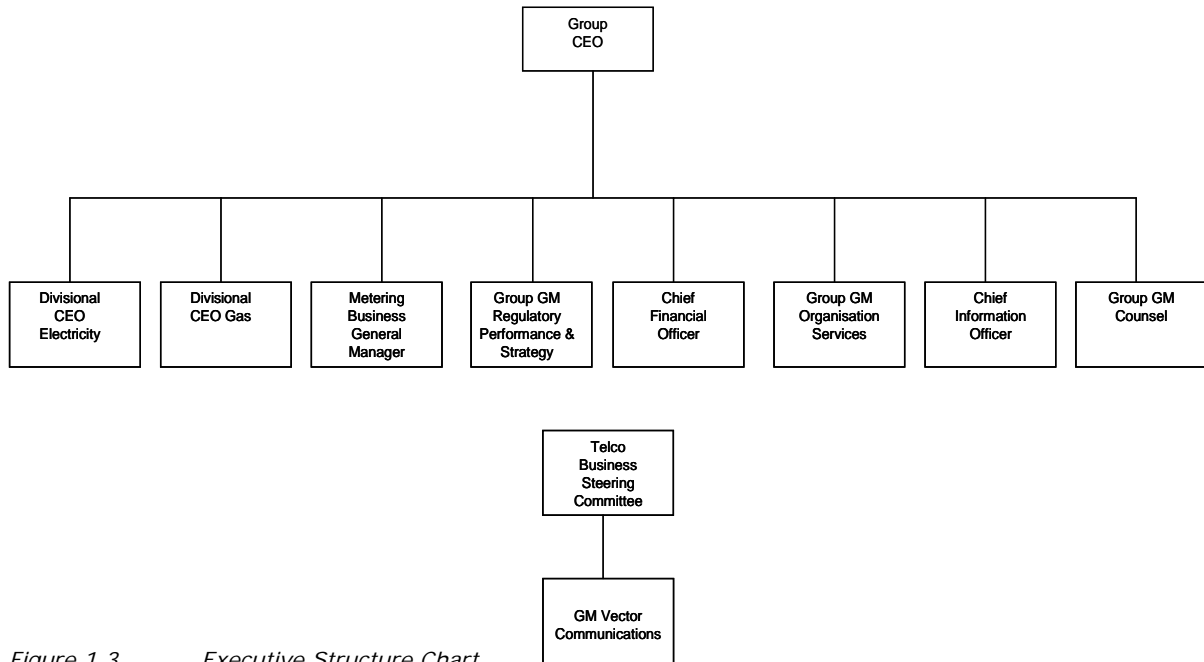 Group
CEO
Divisional
CEO
Electricity
Divisional
CEO Gas
Metering
Business
General
Manager
Group GM
Regulatory
Performance &
Strategy
Chief
Financial
Officer
Group GM
Organisation
Services
Chief
Information
Officer
Group GM
Counsel
Telco
Business
Steering
Committee
GM Vector
Communications
Figure 1.3 Executive Structure Chart